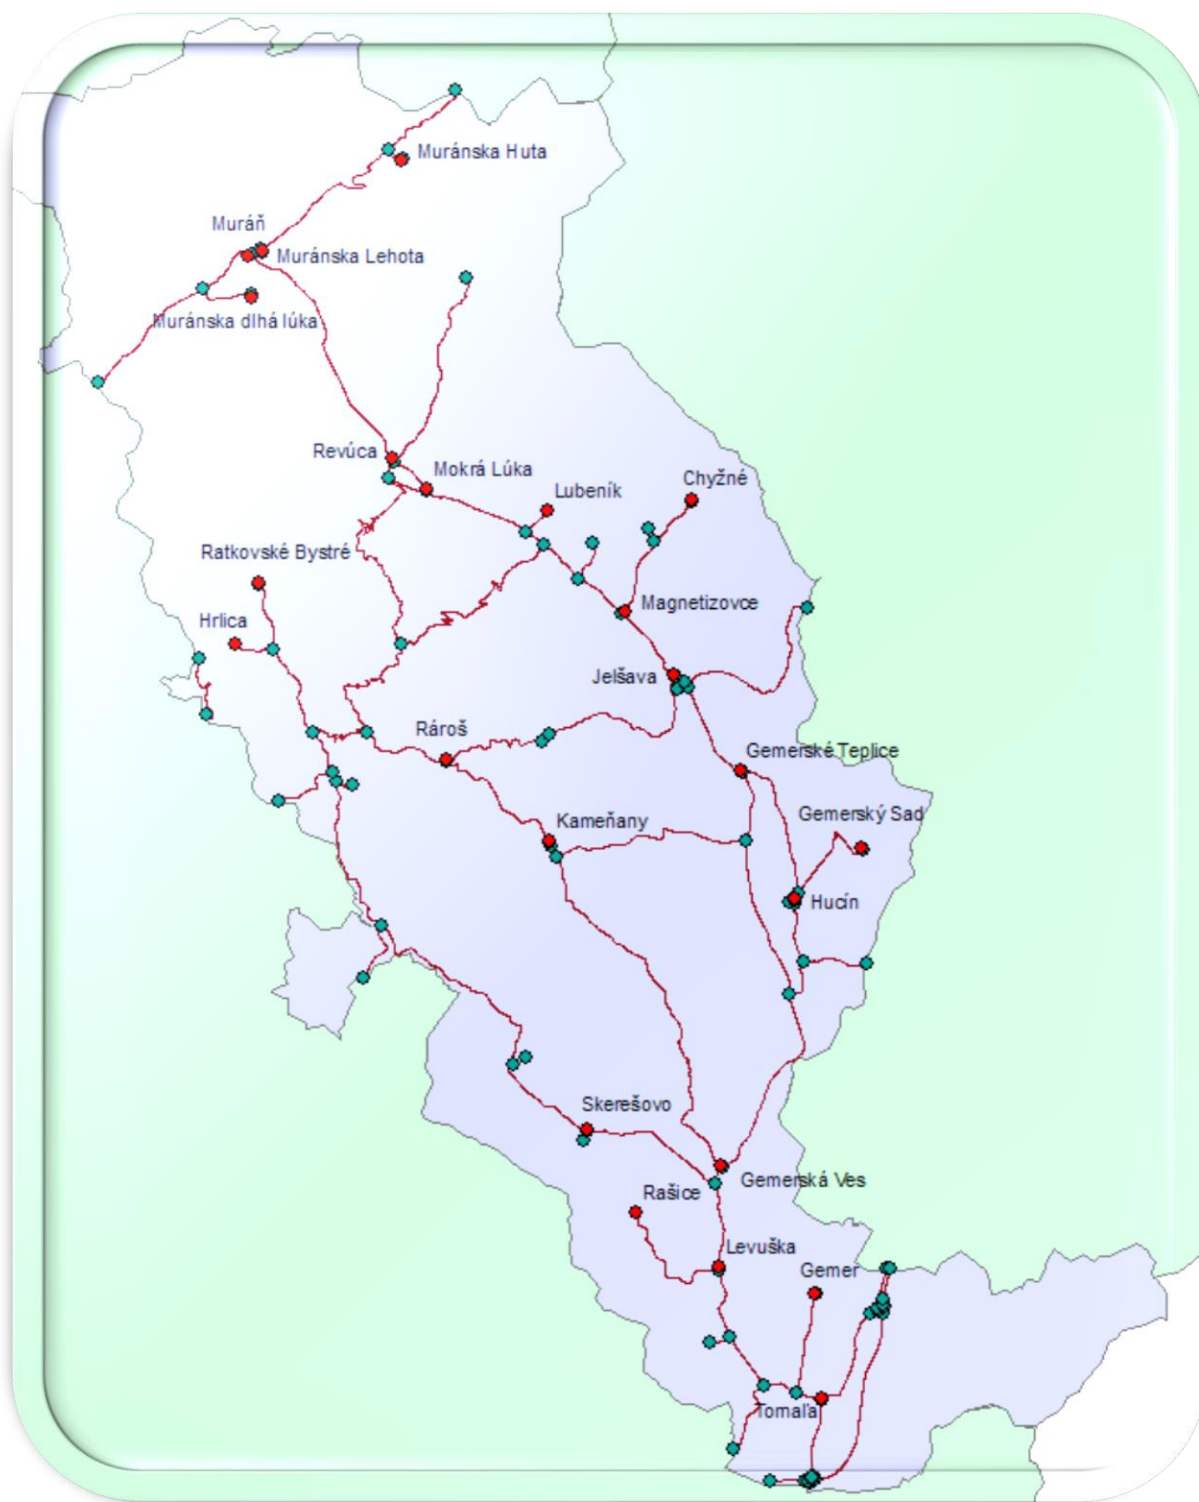 Muránska Huta
Muráň
Muránska Lehota
Muránska dlhá lúka
Revúca
Mokrá Lúka
Chyžné
Lubeník
Ratkovské Bystré
Magnetizovce
Hrlica
Jelšava
Rároš
Gemerské Teplice
Gemerský Sad
Kameňany
Hucín
Skerešovo
Gemerská Ves
Rašice
Levuška
Gemer
Tornaľa